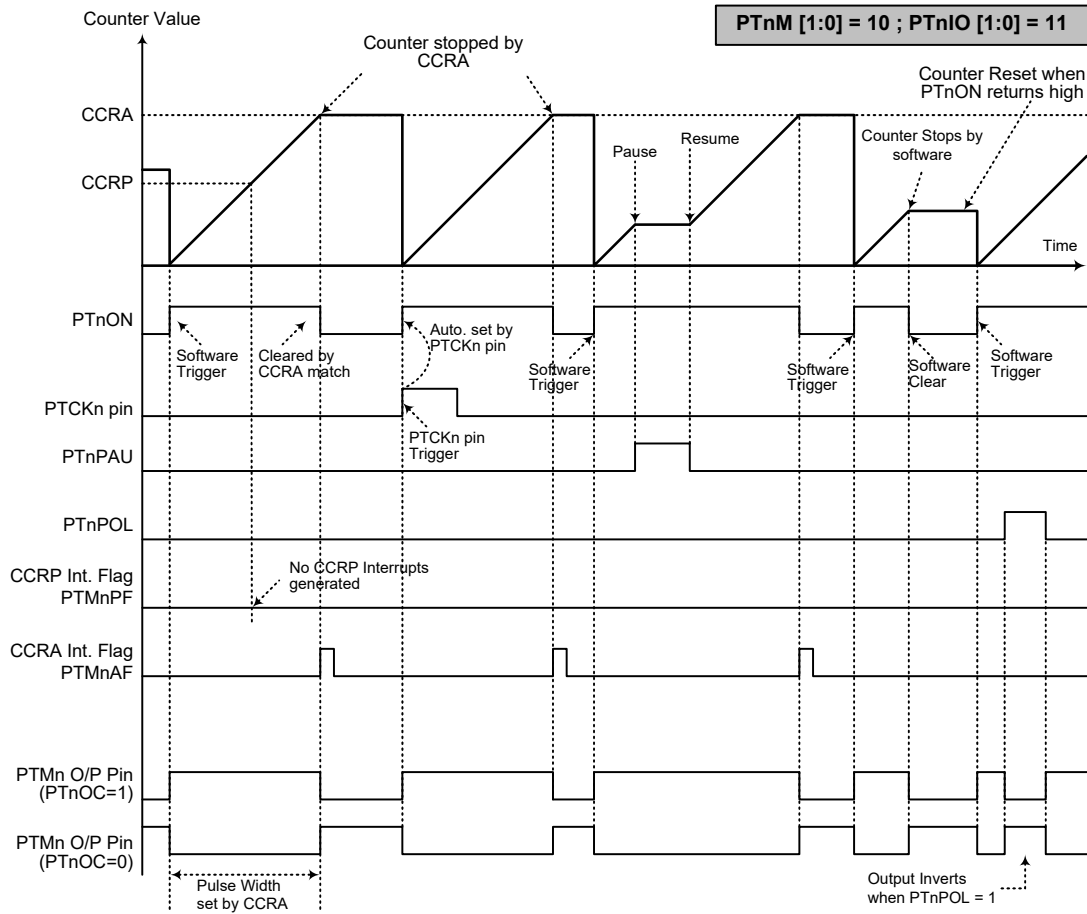 Counter Value
PTnM [1:0] = 10 ; PTnIO [1:0] = 11
Counter stopped by
CCRA
Counter Reset when
PTnON returns high
CCRA
Counter Stops by
software
Pause
Resume
CCRP
Time
PTnON
Software
Trigger
Cleared by
CCRA match
Auto. set by
PTCKn pin
Software
Trigger
Software
Trigger
Software
Clear
Software
Trigger
PTCKn pin
PTCKn pin
Trigger
PTnPAU
PTnPOL
CCRP Int. Flag
PTMnPF
No CCRP Interrupts
generated
CCRA Int. Flag
PTMnAF
PTMn O/P Pin
(PTnOC=1)
PTMn O/P Pin
(PTnOC=0)
Pulse Width
set by CCRA
Output Inverts
when PTnPOL = 1